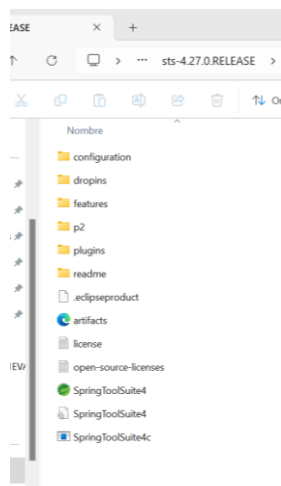 EASE
sts-4.27.0.RELEASE
Or
Nombre
configuration
dropins
features
p2
plugins
readme
.eclipseproduct
artifacts
license
open-source-licenses
SpringToolSuite4
SpringToolSuite4
SpringToolSuite4c